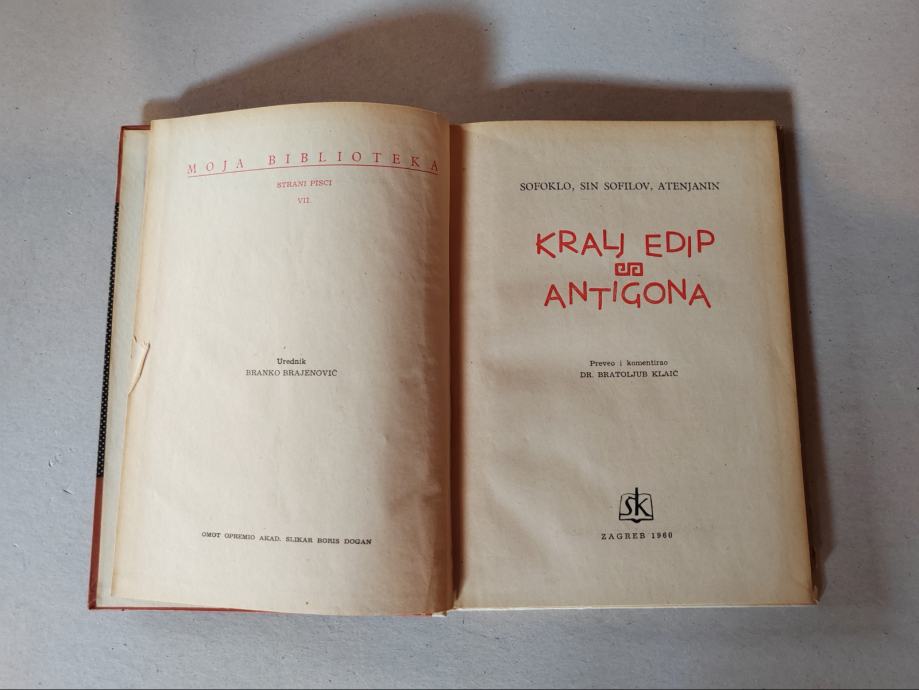 MOJA BIBLIOTEKA
STRANI PISCI
VII.
Urednik
BRANKO BRAJENOVIĆ
OMOT OPREMIO AKAD. SLIKAR BORIS DOGAN
SOFOKLO, SIN SOFILOV, ATENJANIN
KRALJ EDIP
ANTIGONA
Preveo i komentirao
DR. BRATOLJUB KLAIĆ
šk
ZAGREB 1960